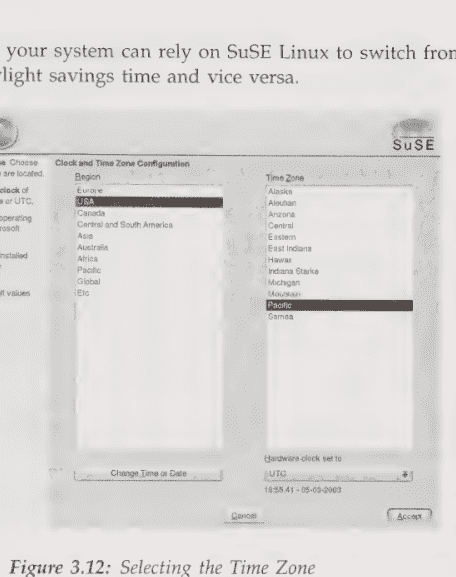 your system can rely on SuSE Linux to switch from
light savings time and vice versa.
SuSE
Choose
are located.
clock of
or UTC.
operating
rosoft
installed
lt values
Clock and Time Zone Configuration
Region
Europe
USA
Canada
Central and South America
Asia
Australia
Africa
Pacific
Global
Etc
Change Time or Date
Time Zone
Alaska
Aleutian
Arizona
Central
Eastern
East Indiana
Hawaii
Indiana Starke
Michigan
Mountain
Pacific
Samoa
Hardware clock set to
UTC
Cancel
Accept
Figure 3.12: Selecting the Time Zone